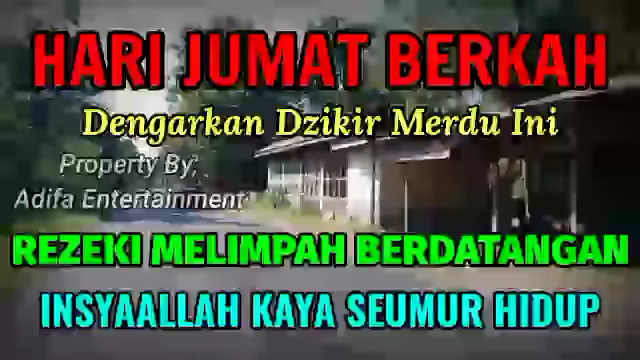 HARI JUMAT BERKAH
Dengarkan Dzikir Merdu Ini
Property By;
Adifa Entertainment
REZEKI MELIMPAH BERDATANGAN
INSYAALLAH KAYA SEUMUR HIDUP